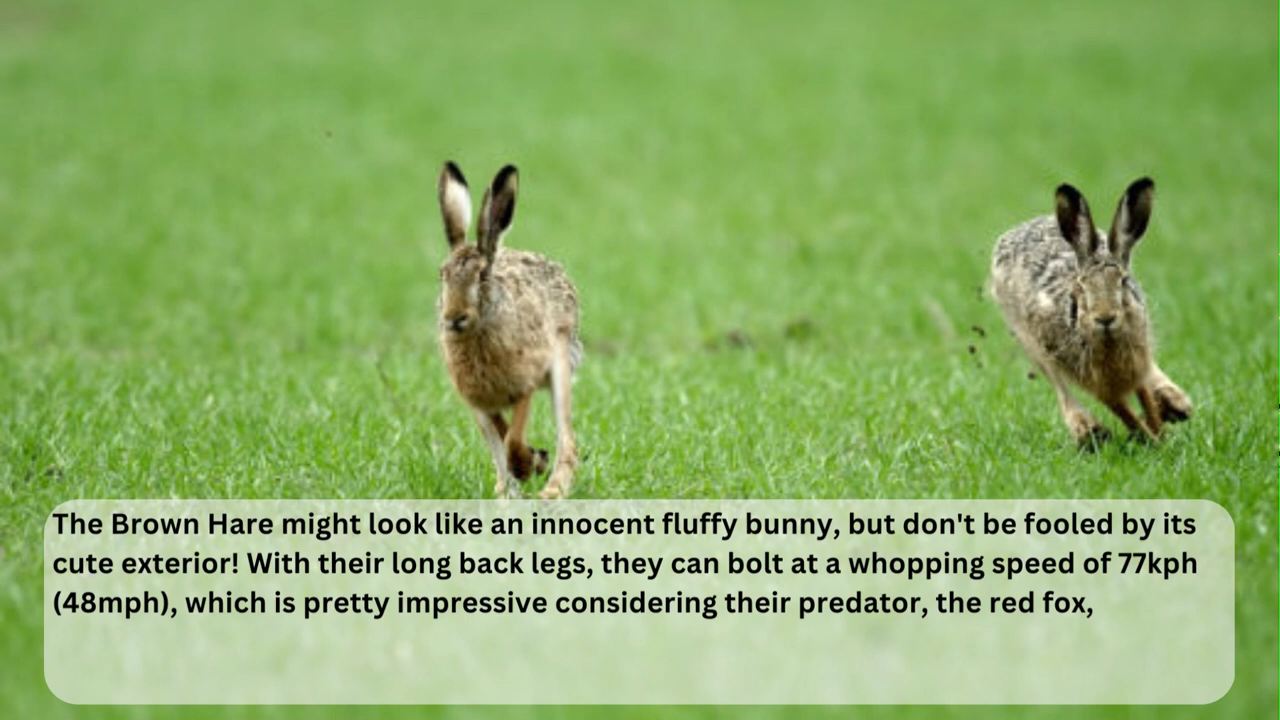 The Brown Hare might look like an innocent fluffy bunny, but don't be fooled by its
cute exterior! With their long back legs, they can bolt at a whopping speed of 77kph
(48mph), which is pretty impressive considering their predator, the red fox,